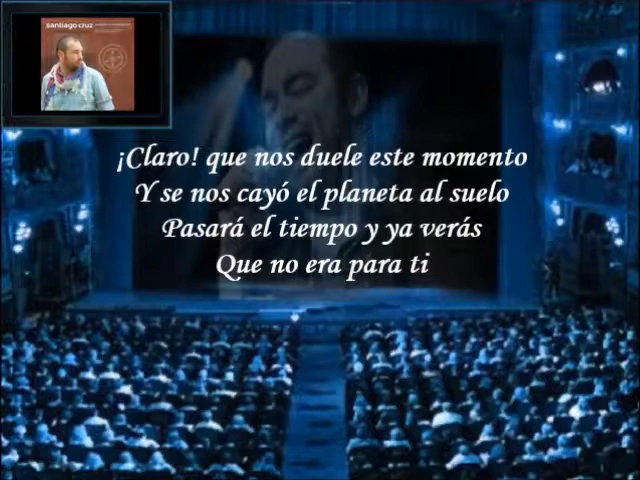 santiago cruz
¡Claro! que nos duele este momento
Y se nos cayó el planeta al suelo
Pasará el tiempo y ya verás
Que no era para ti